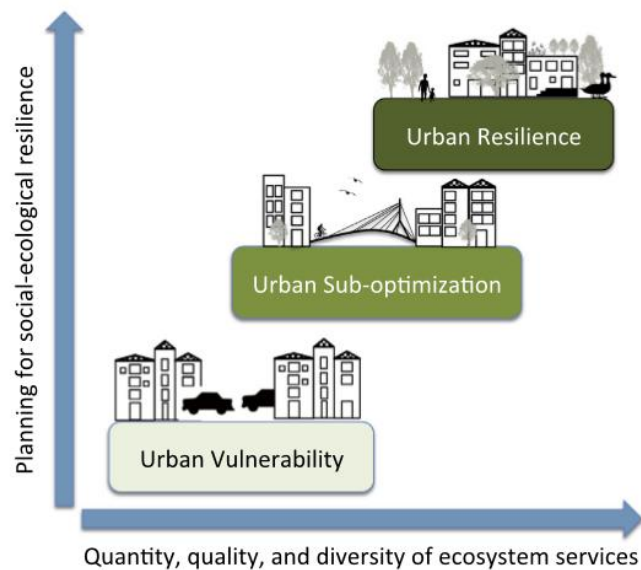 Planning for social-ecological resilience
Urban Resilience
Urban Sub-optimization
Urban Vulnerability
Quantity, quality, and diversity of ecosystem services